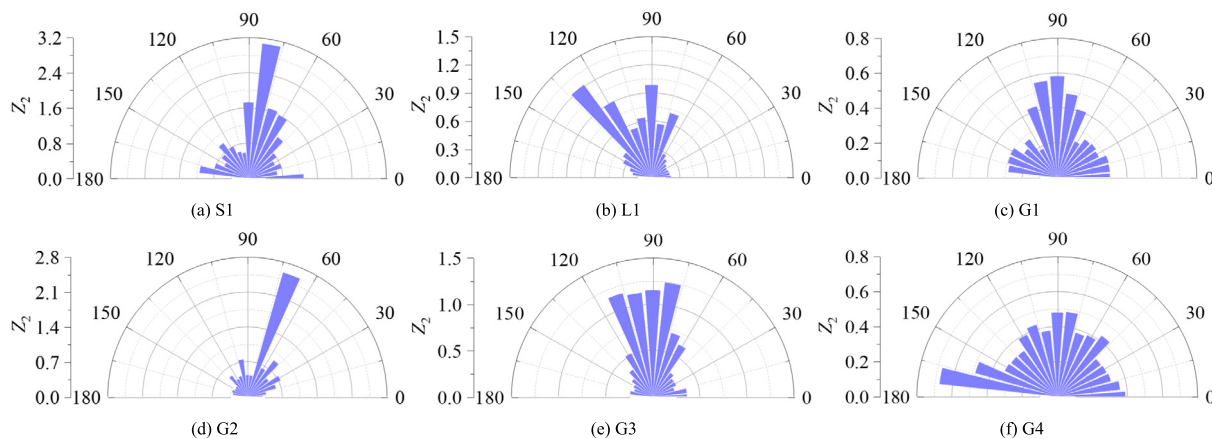 90
3.2 120 60
2.4
Z2 1.6 150 30
0.8
0.0 180 0
(a) S1
90
1.5 120 60
1.2
0.9
Z2 150 30
0.6
0.3
0.0 180 0
(b) L1
90
0.8 120 60
0.6
Z2 0.4 150 30
0.2
0.0 180 0
(c) G1
90
2.8 120 60
2.1
Z2 1.4 150 30
0.7
0.0 180 0
(d) G2
90
1.5 120 60
1.0
Z2 150 30
0.5
0.0 180 0
(e) G3
90
0.8 120 60
0.6
Z2 0.4 150 30
0.2
0.0 180 0
(f) G4